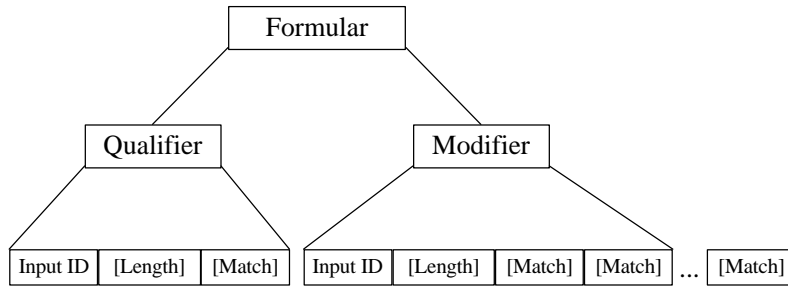 Formular
Qualifier Modifier
Input ID [Length] [Match] Input ID [Length] [Match] [Match] ... [Match]